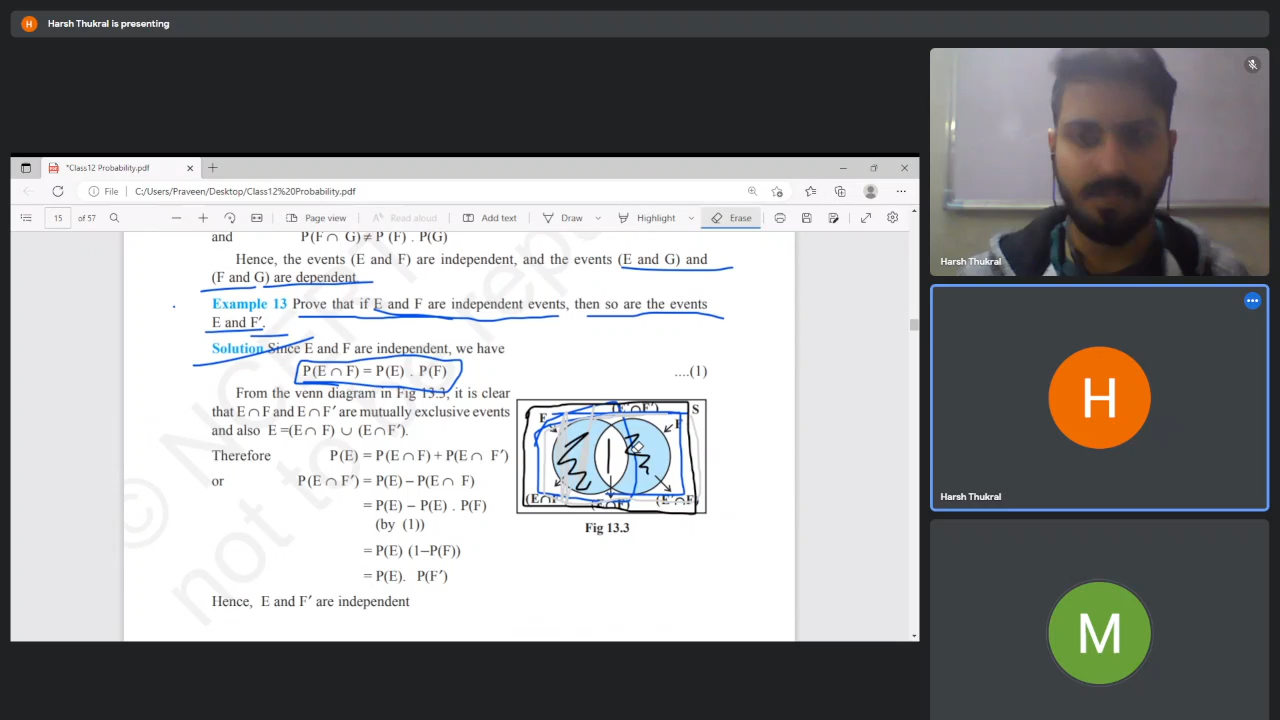 H Harsh Thukral is presenting
*Class12 Probability.pdf
File C:/Users/Praveen/Desktop/Class12%20Probability.pdf
15 of 57 Page view Read aloud Add text Draw Highlight Erase
and P(F ∩ G) ≠ P (F) . P(G)
Hence, the events (E and F) are independent, and the events (E and G) and
(F and G) are dependent.
Example 13 Prove that if E and F are independent events, then so are the events
E and F′.
Solution Since E and F are independent, we have
P(E ∩ F) = P(E) . P(F) ....(1)
From the venn diagram in Fig 13.3, it is clear
that E ∩ F and E ∩ F′ are mutually exclusive events
and also E =(E ∩ F) ∪ (E ∩ F′).
Therefore P(E) = P(E ∩ F) + P(E ∩ F′)
or P(E ∩ F′) = P(E) − P(E ∩ F)
= P(E) − P(E) . P(F)
(by (1))
= P(E) (1−P(F))
= P(E). P(F′)
Hence, E and F′ are independent
(E′∩F′) S
E F
(E∩F) (E′∩F)
Fig 13.3
© NCERT
not to be republished
Harsh Thukral
H
Harsh Thukral
M